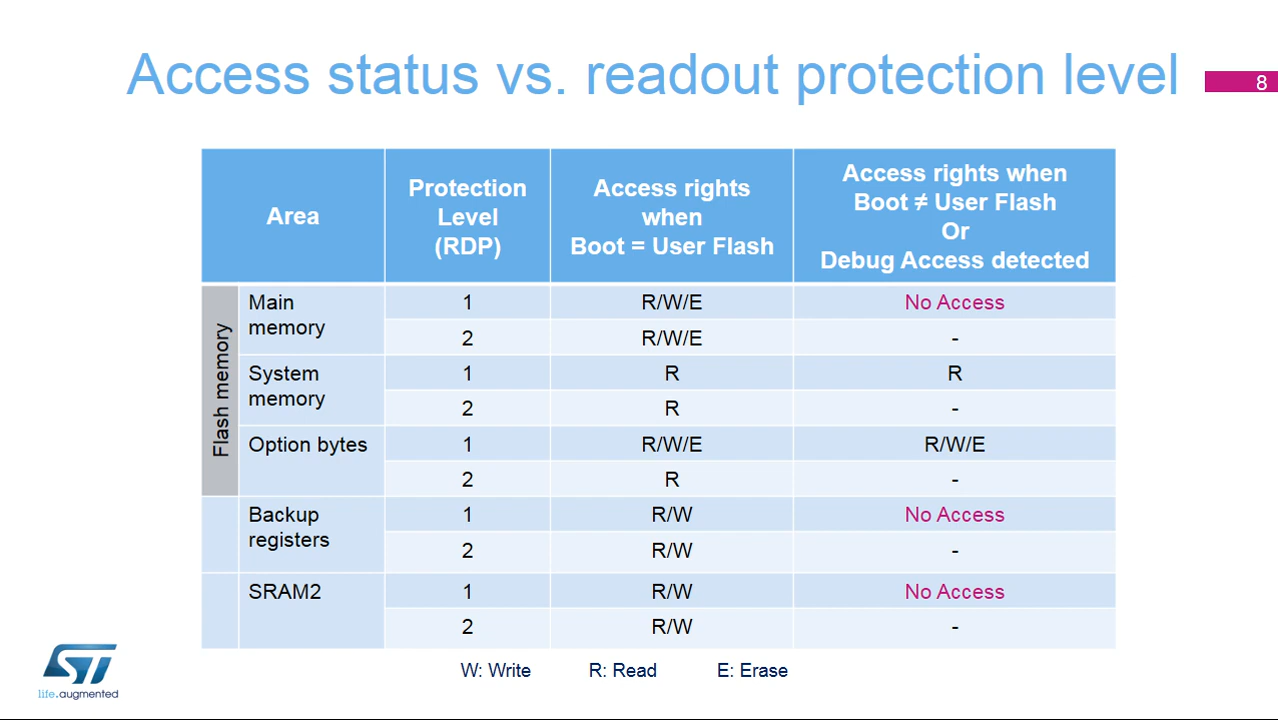 Access status vs. readout protection level
8
Area
Protection
Level
(RDP)
Access rights
when
Boot = User Flash
Access rights when
Boot ≠ User Flash
Or
Debug Access detected
Flash memory
Main
memory
1
R/W/E
No Access
2
R/W/E
-
System
memory
1
R
R
2
R
-
Option bytes
1
R/W/E
R/W/E
2
R
-
Backup
registers
1
R/W
No Access
2
R/W
-
SRAM2
1
R/W
No Access
2
R/W
-
W: Write
R: Read
E: Erase
ST
life.augmented